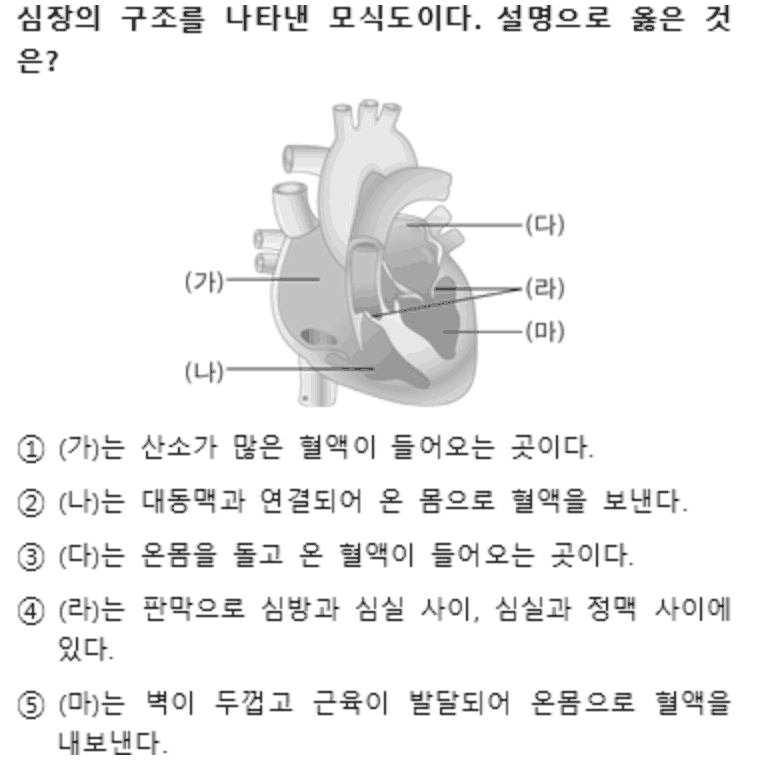 심장의 구조를 나타낸 모식도이다. 설명으로 옳은 것
은?
(다)
(가)
(라)
(마)
(나)
① (가)는 산소가 많은 혈액이 들어오는 곳이다.
② (나)는 대동맥과 연결되어 온 몸으로 혈액을 보낸다.
③ (다)는 온몸을 돌고 온 혈액이 들어오는 곳이다.
④ (라)는 판막으로 심방과 심실 사이, 심실과 정맥 사이에
있다.
⑤ (마)는 벽이 두껍고 근육이 발달되어 온몸으로 혈액을
내보낸다.